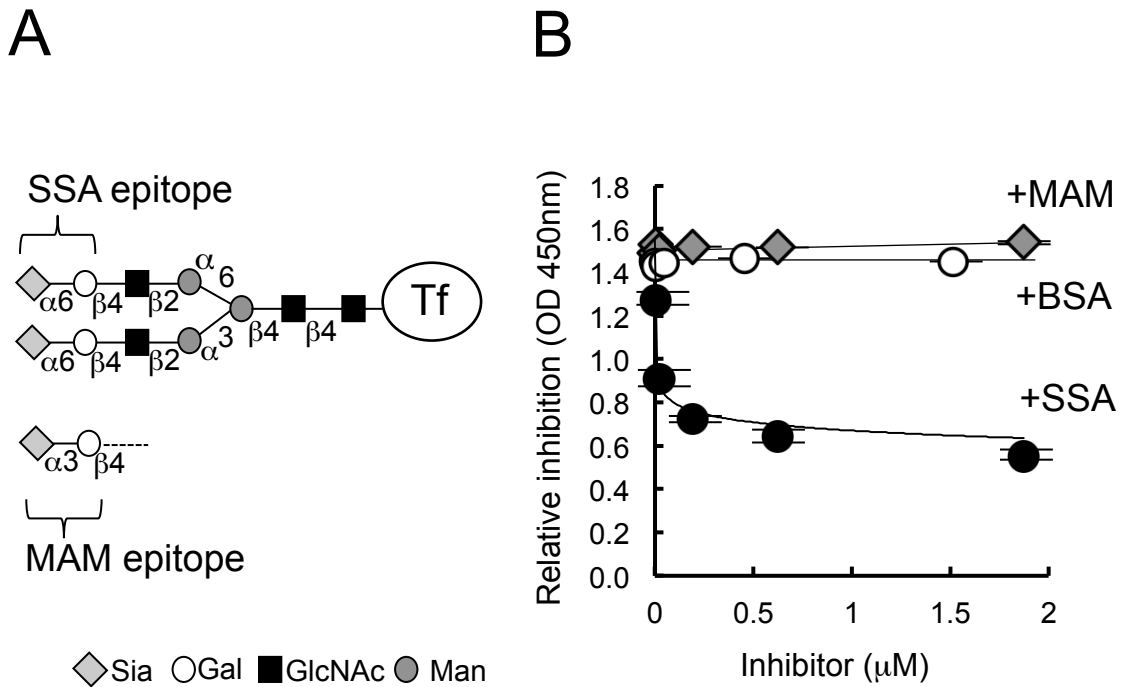 A
SSA epitope
α6 β4 β2 α 6
β4 β4 Tf
α6 β4 β2 α 3
α3 β4
MAM epitope
Sia Gal GlcNAc Man
B
Relative inhibition (OD 450nm)
1.8
1.6
1.4
1.2
1.0
0.8
0.6
0.4
0.2
0.0
+MAM
+BSA
+SSA
0 0.5 1 1.5 2
Inhibitor (μM)